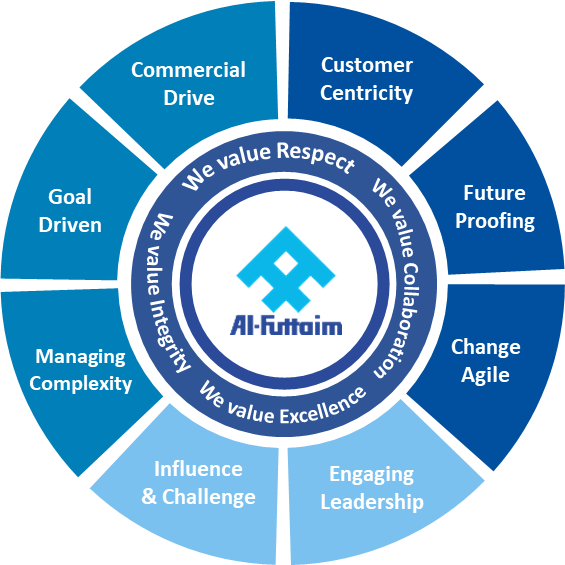 Commercial
Drive
Customer
Centricity
Future
Proofing
Change
Agile
Engaging
Leadership
Influence
& Challenge
Managing
Complexity
Goal
Driven
We value Respect
We value Collaboration
We value Excellence
We value Integrity
Al-Futtaim